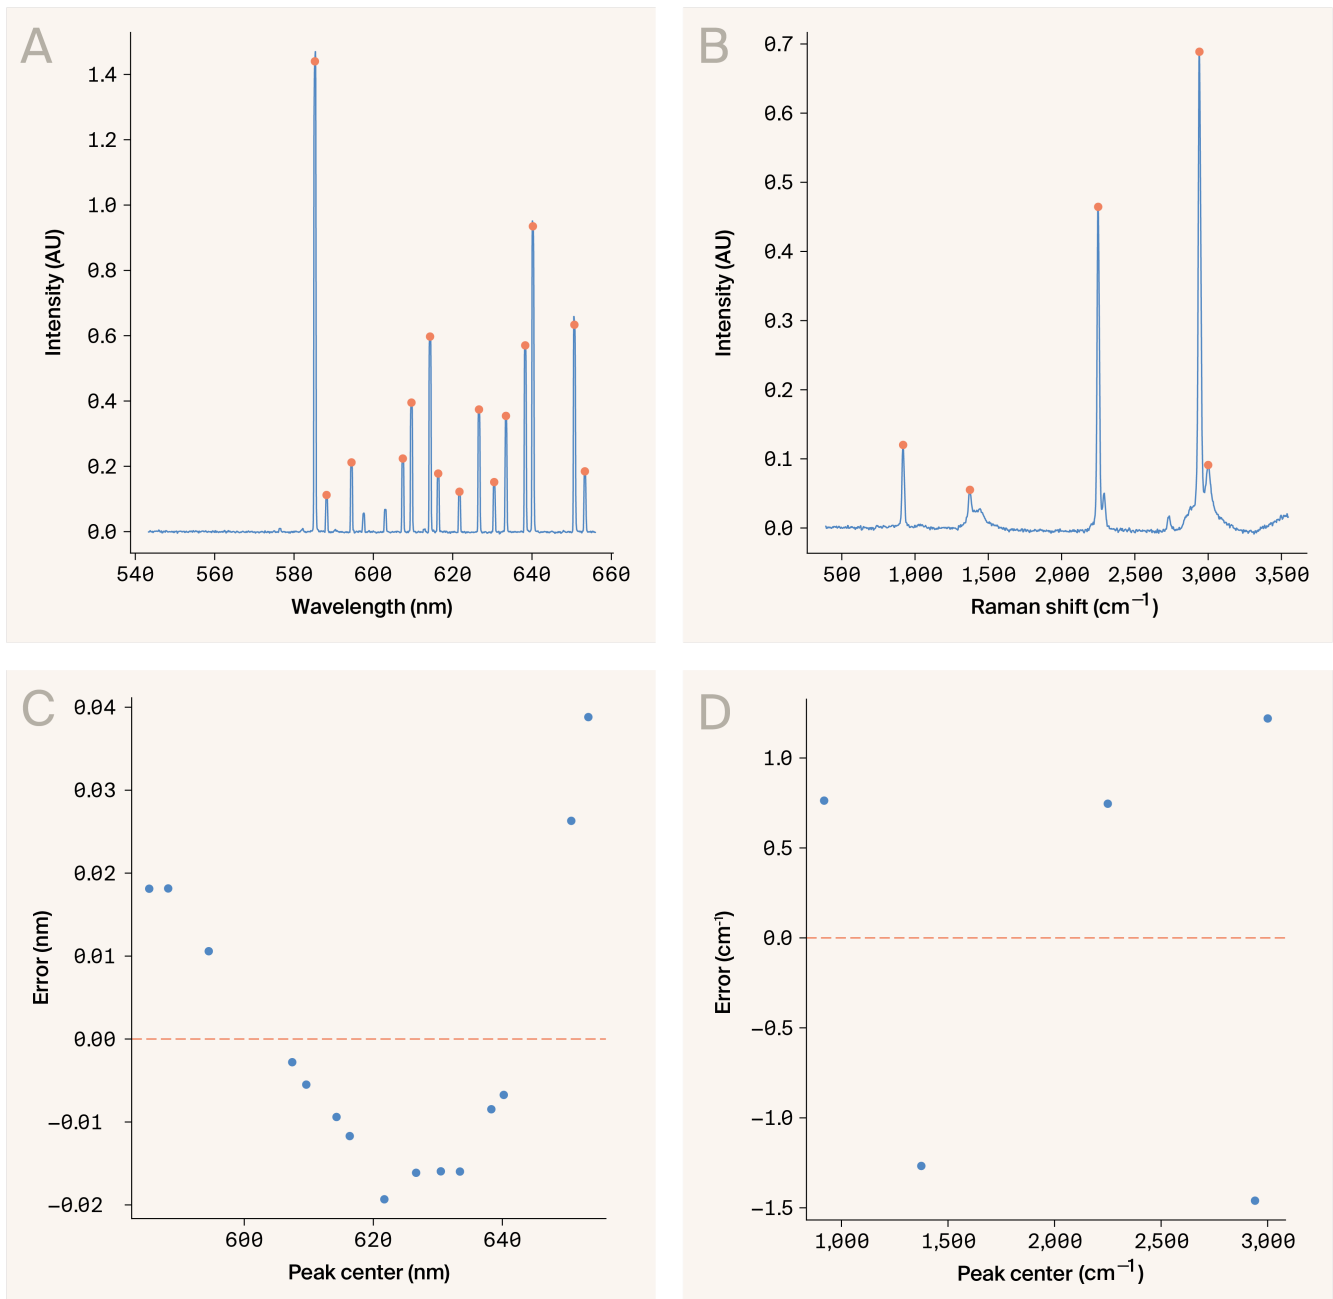 A
1.4
1.2
1.0
0.8
0.6
0.4
0.2
0.0
Intensity (AU)
540 560 580 600 620 640 660
Wavelength (nm)
B
0.7
0.6
0.5
0.4
0.3
0.2
0.1
0.0
Intensity (AU)
500 1,000 1,500 2,000 2,500 3,000 3,500
Raman shift (cm⁻¹)
C
0.04
0.03
0.02
0.01
0.00
−0.01
−0.02
Error (nm)
600 620 640
Peak center (nm)
D
1.0
0.5
0.0
−0.5
−1.0
−1.5
Error (cm⁻¹)
1,000 1,500 2,000 2,500 3,000
Peak center (cm⁻¹)